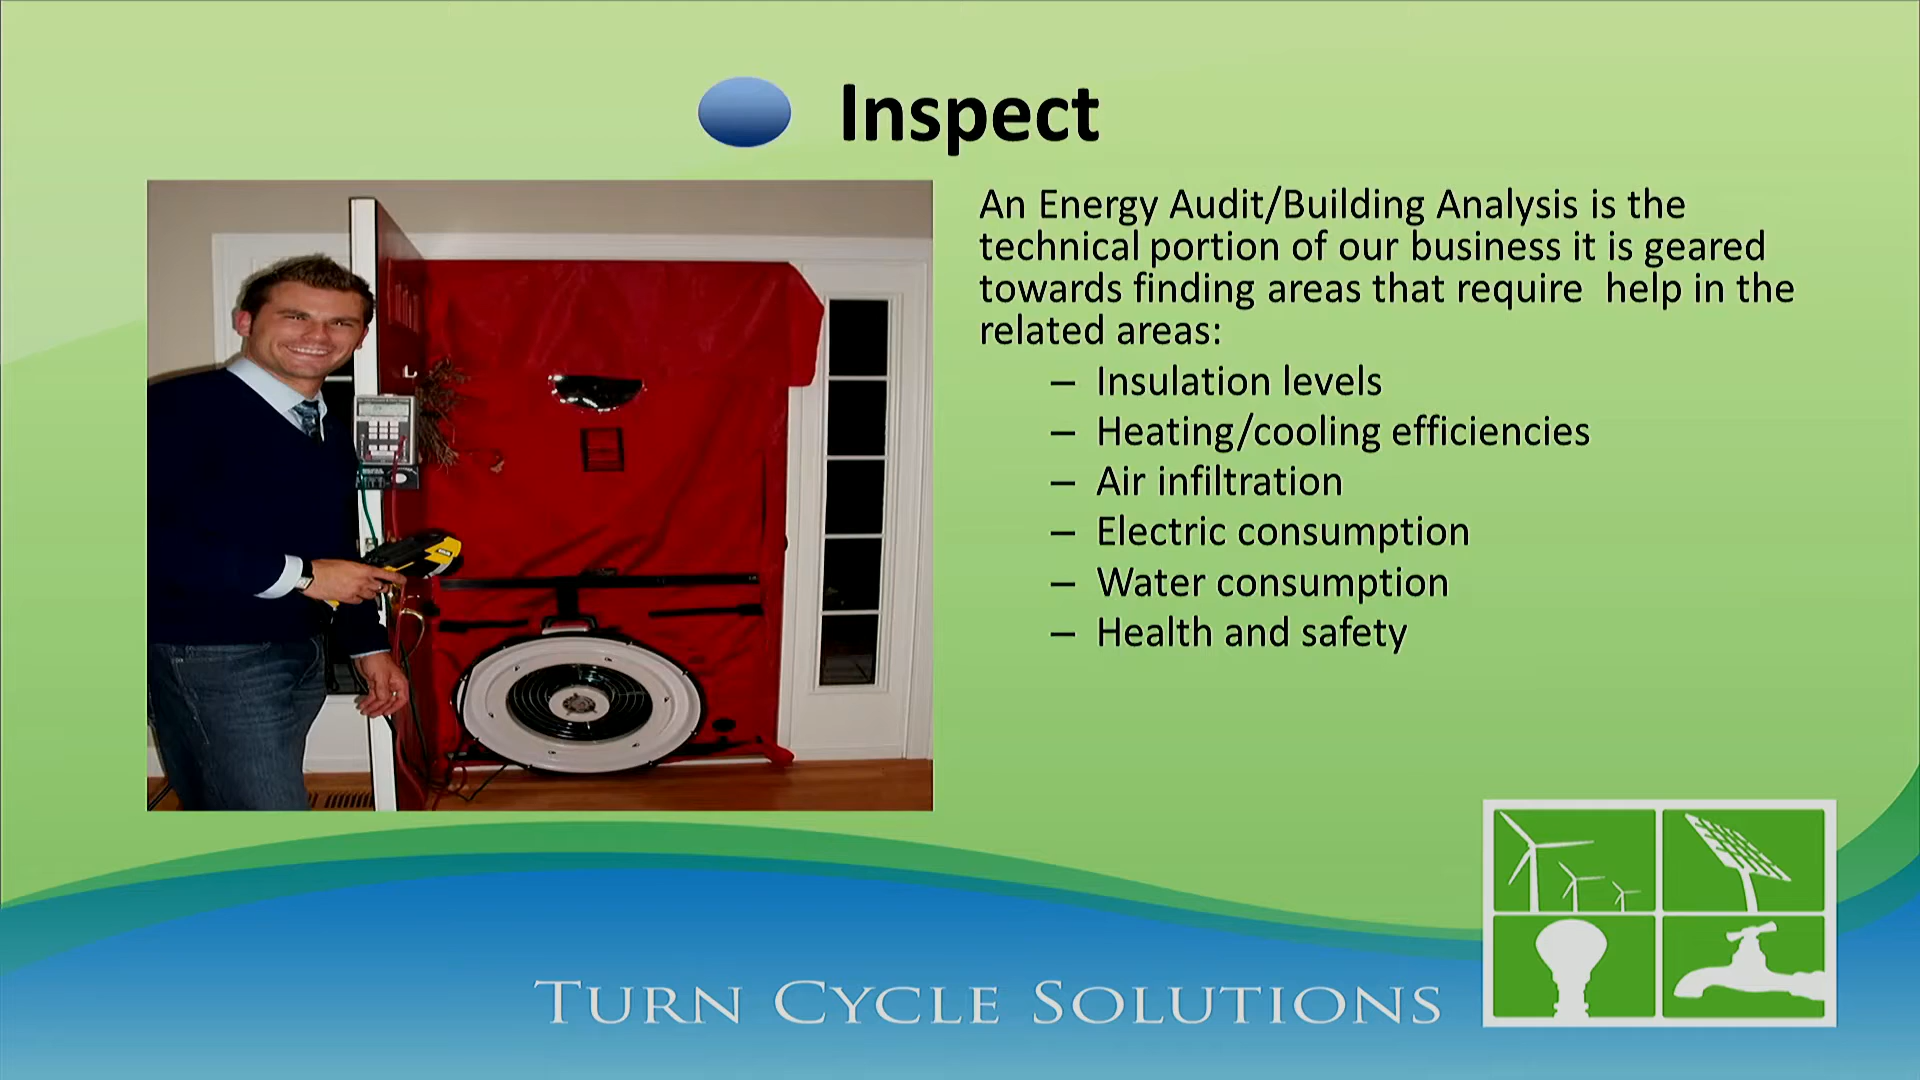 Inspect
An Energy Audit/Building Analysis is the
technical portion of our business it is geared
towards finding areas that require  help in the
related areas:
– Insulation levels
– Heating/cooling efficiencies
– Air infiltration
– Electric consumption
– Water consumption
– Health and safety
TURN CYCLE SOLUTIONS